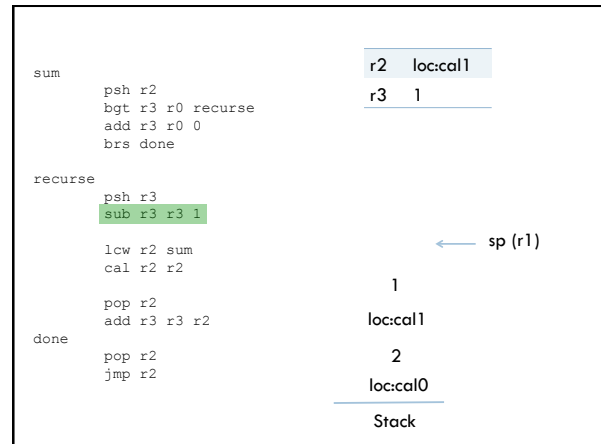 sum
psh r2
bgt r3 r0 recurse
add r3 r0 0
brs done
recurse
psh r3
sub r3 r3 1
lcw r2 sum
cal r2 r2
pop r2
add r3 r3 r2
done
pop r2
jmp r2
r2 loc:cal1
r3 1
sp (r1)
1
loc:cal1
2
loc:cal0
Stack